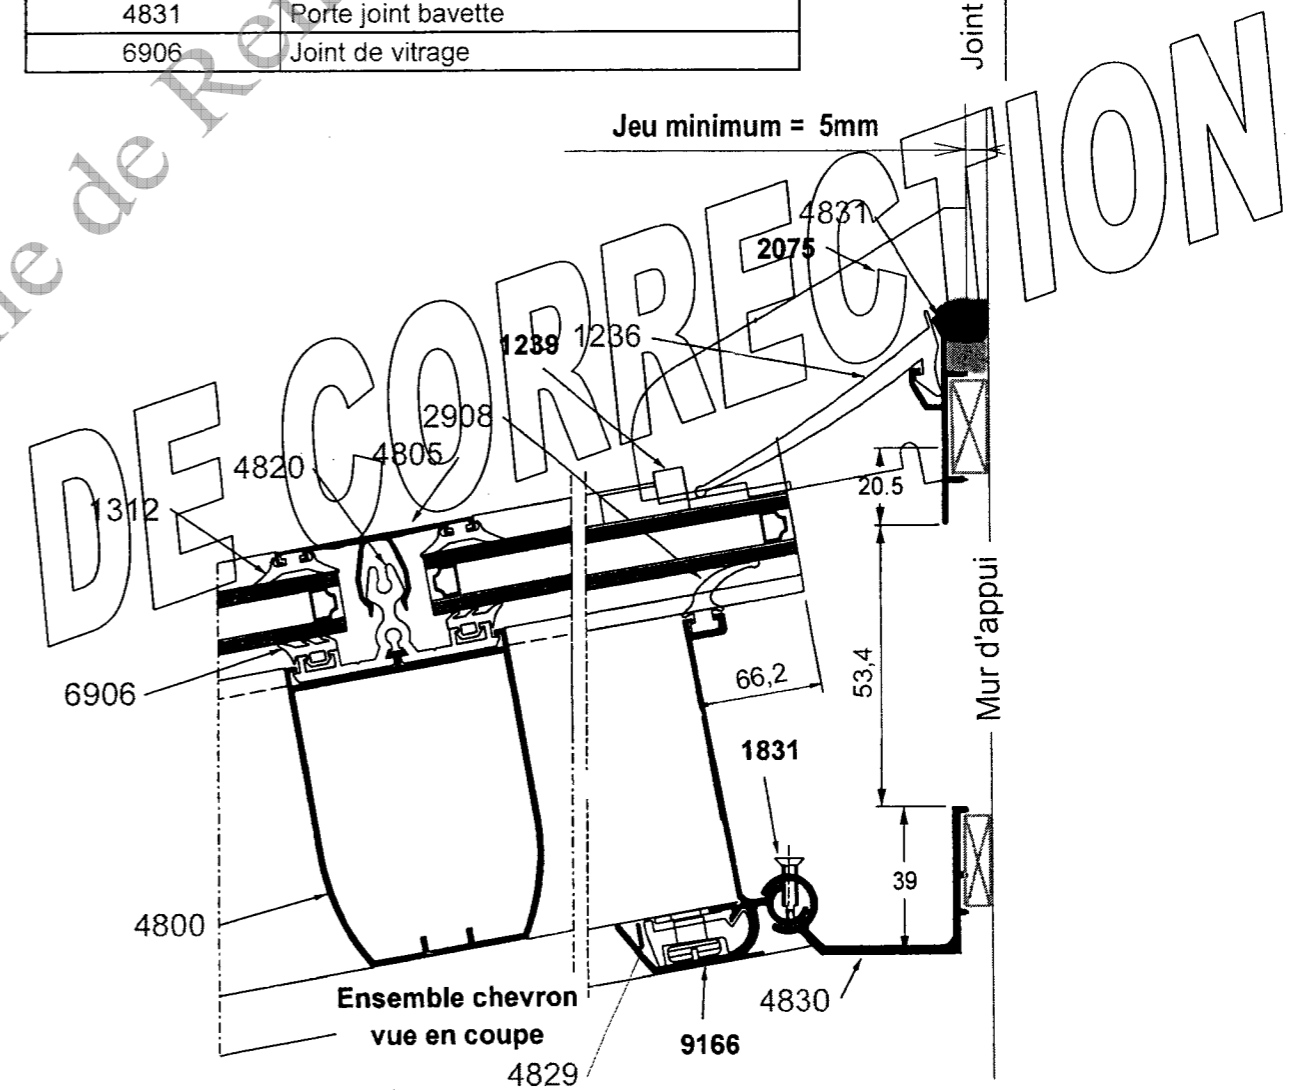 4831 Porte joint bavette
6906 Joint de vitrage
Joint
Jeu minimum = 5mm
de Ren
DE CORRECTION
4831
2075
1239
1236
2908
4820
4805
1312
20.5
6906
66,2
53,4
Mur d'appui
1831
39
4800
Ensemble chevron
vue en coupe
4830
9166
4829